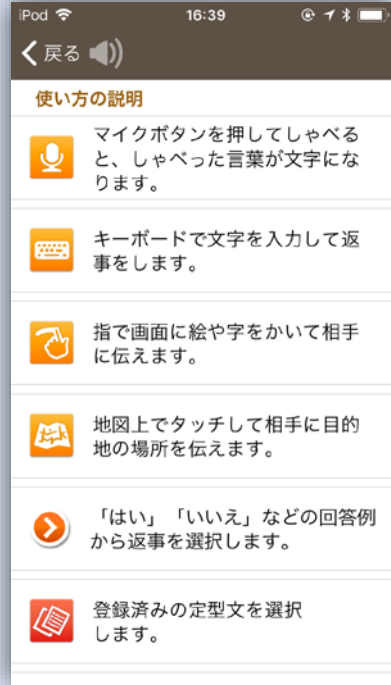 iPod 16:39
戻る
使い方の説明
マイクボタンを押してしゃべる
と、しゃべった言葉が文字にな
ります。
キーボードで文字を入力して返
事をします。
指で画面に絵や字をかいて相手
に伝えます。
地図上でタッチして相手に目的
地の場所を伝えます。
「はい」「いいえ」などの回答例
から返事を選択します。
登録済みの定型文を選択
します。